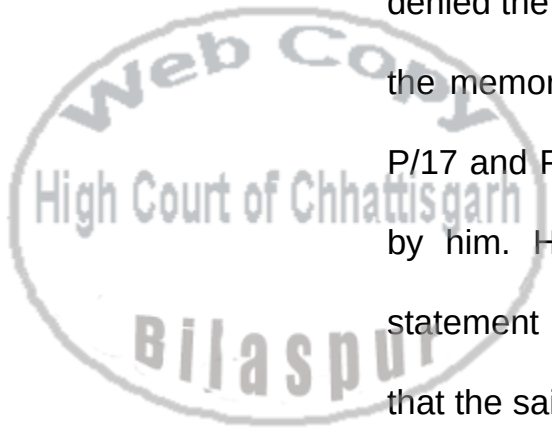 denied the
the memor
P/17 and P
by him. H
statement
that the sai
Web Copy
High Court of Chhattisgarh
Bilaspur